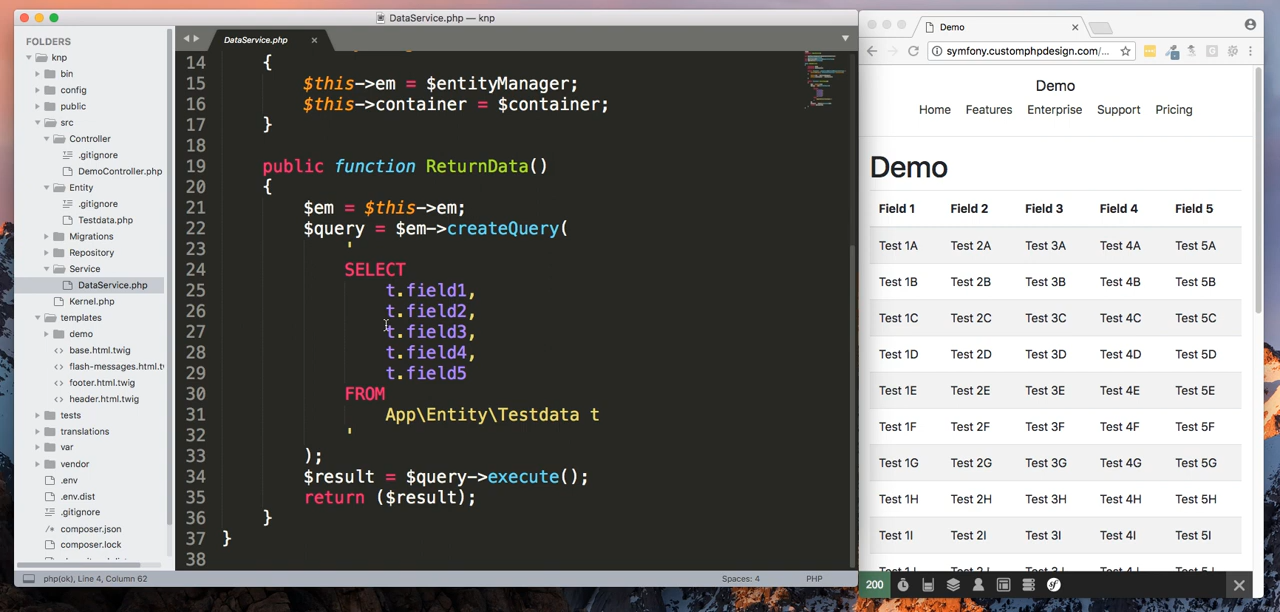 DataService.php — knp
FOLDERS
knp
bin
config
public
src
Controller
.gitignore
DemoController.php
Entity
.gitignore
Testdata.php
Migrations
Repository
Service
DataService.php
Kernel.php
templates
demo
base.html.twig
flash-messages.html.tw
footer.html.twig
header.html.twig
tests
translations
var
vendor
.env
.env.dist
.gitignore
composer.json
composer.lock
DataService.php
14 {
15 $this->em = $entityManager;
16 $this->container = $container;
17 }
18
19 public function ReturnData()
20 {
21 $em = $this->em;
22 $query = $em->createQuery(
23 '
24 SELECT
25 t.field1,
26 t.field2,
27 t.field3,
28 t.field4,
29 t.field5
30 FROM
31 App\Entity\Testdata t
32 '
33 );
34 $result = $query->execute();
35 return ($result);
36 }
37 }
38
php(ok), Line 4, Column 62
Spaces: 4
PHP
Demo
symfony.customphpdesign.com/...
Demo
Home Features Enterprise Support Pricing
Demo
Field 1 Field 2 Field 3 Field 4 Field 5
Test 1A Test 2A Test 3A Test 4A Test 5A
Test 1B Test 2B Test 3B Test 4B Test 5B
Test 1C Test 2C Test 3C Test 4C Test 5C
Test 1D Test 2D Test 3D Test 4D Test 5D
Test 1E Test 2E Test 3E Test 4E Test 5E
Test 1F Test 2F Test 3F Test 4F Test 5F
Test 1G Test 2G Test 3G Test 4G Test 5G
Test 1H Test 2H Test 3H Test 4H Test 5H
Test 1I Test 2I Test 3I Test 4I Test 5I
200
sf